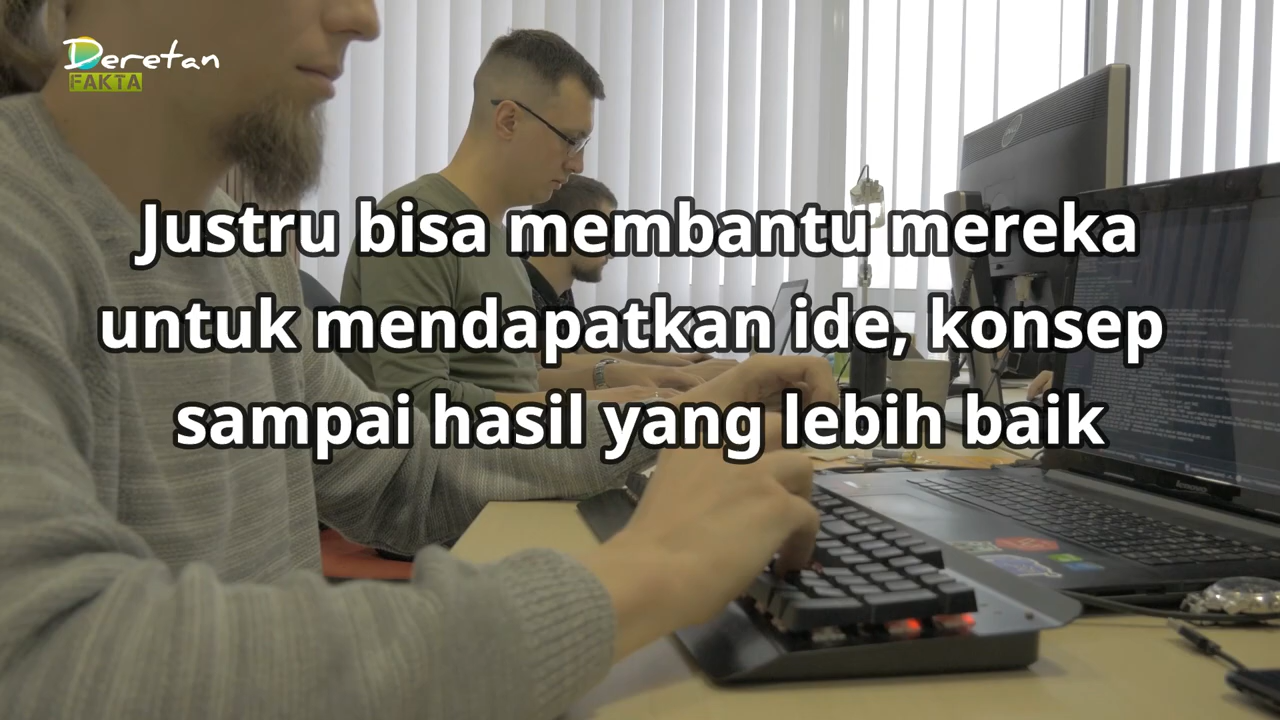 Deretan
FAKTA
Justru bisa membantu mereka
untuk mendapatkan ide, konsep
sampai hasil yang lebih baik